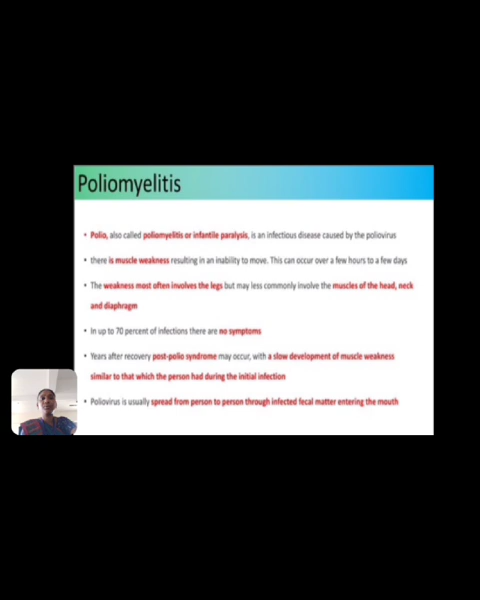 Poliomyelitis
• Polio, also called poliomyelitis or infantile paralysis, is an infectious disease caused by the poliovirus
• there is muscle weakness resulting in an inability to move. This can occur over a few hours to a few days
• The weakness most often involves the legs but may less commonly involve the muscles of the head, neck
and diaphragm
• In up to 70 percent of infections there are no symptoms
• Years after recovery post-polio syndrome may occur, with a slow development of muscle weakness
similar to that which the person had during the initial infection
• Poliovirus is usually spread from person to person through infected fecal matter entering the mouth